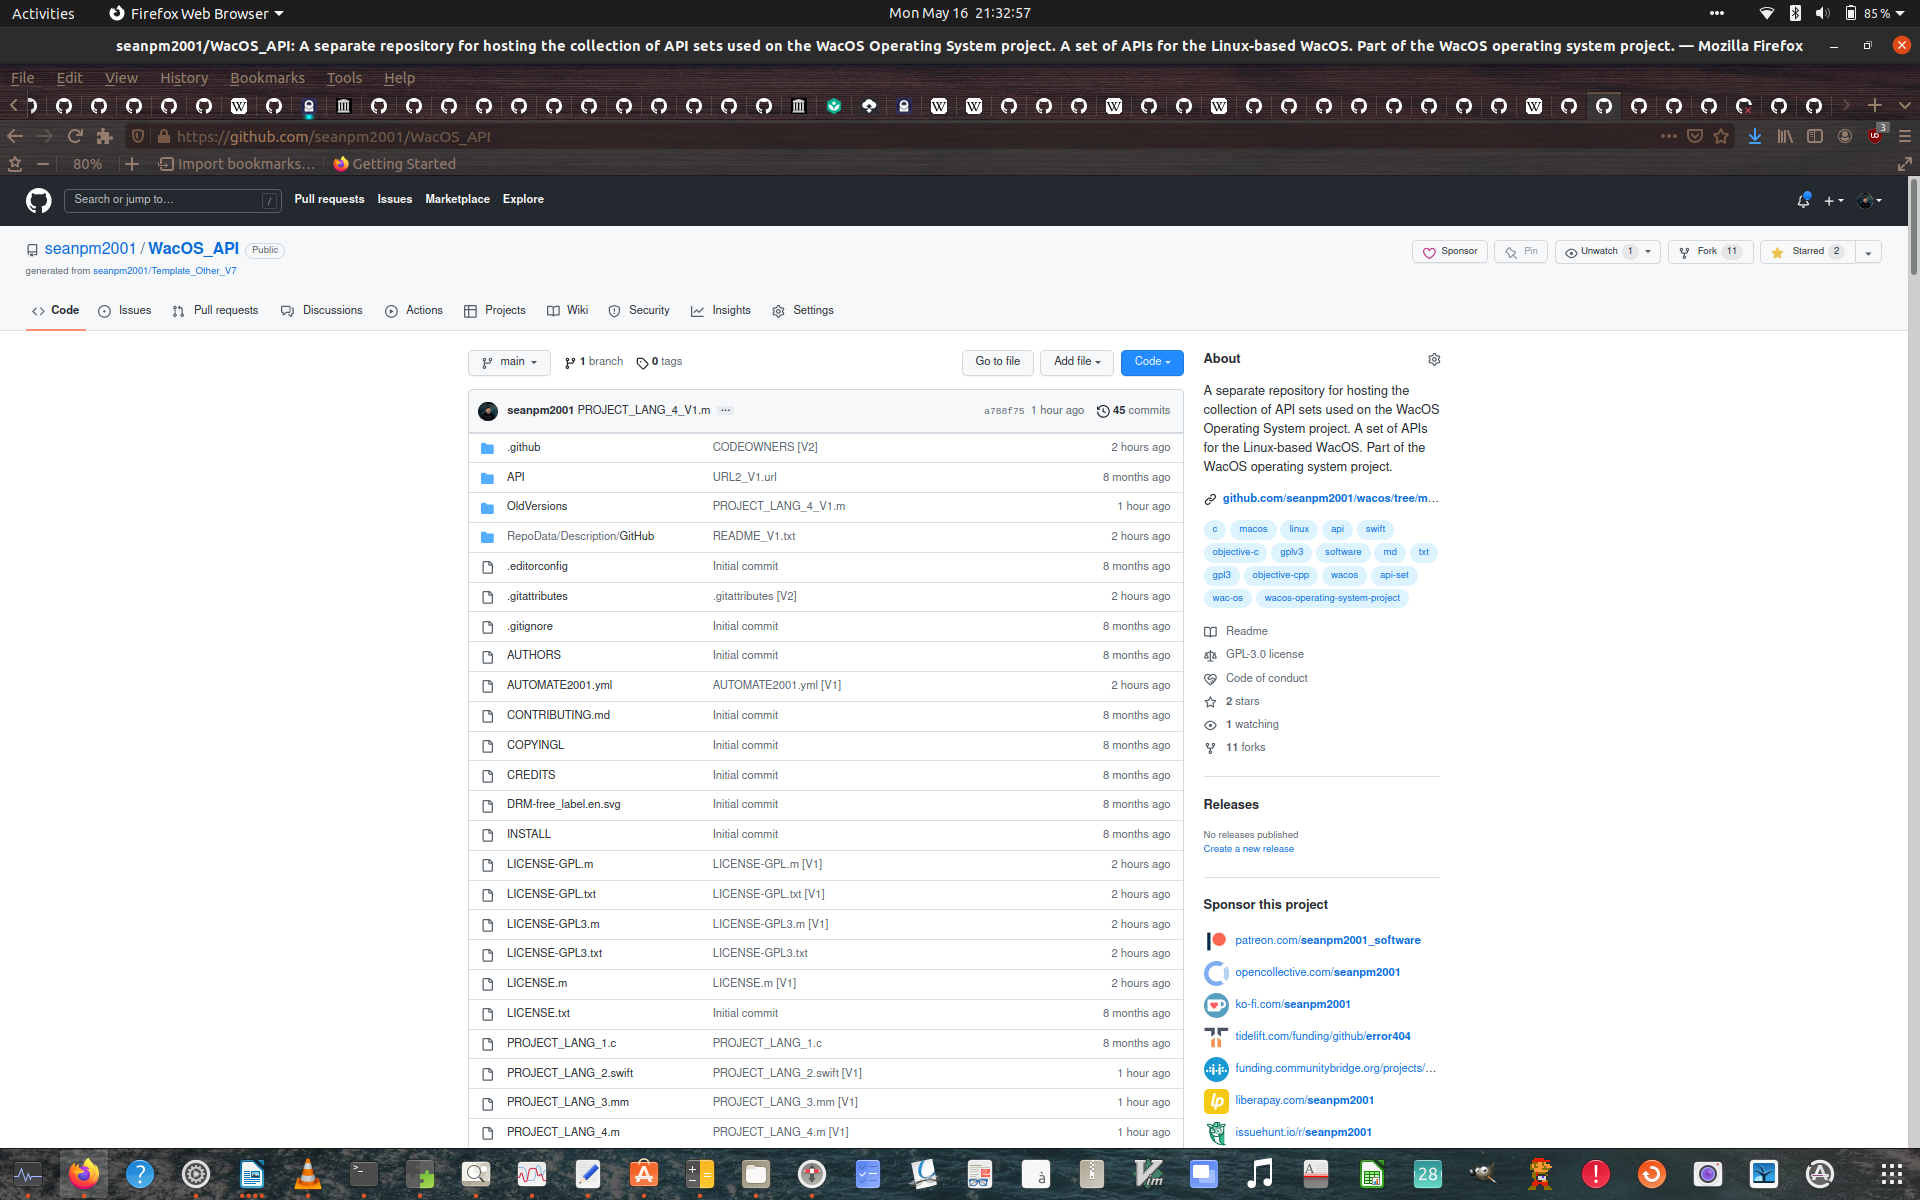 Activities
Firefox Web Browser
Mon May 16 21:32:57
85 %
seanpm2001/WacOS_API: A separate repository for hosting the collection of API sets used on the WacOS Operating System project. A set of APIs for the Linux-based WacOS. Part of the WacOS operating system project. — Mozilla Firefox
File Edit View History Bookmarks Tools Help
https://github.com/seanpm2001/WacOS_API
3
80%
Import bookmarks...
Getting Started
Search or jump to...
/
Pull requests Issues Marketplace Explore
seanpm2001 / WacOS_API Public
generated from seanpm2001/Template_Other_V7
Sponsor
Pin
Unwatch 1
Fork 11
Starred 2
Code Issues Pull requests Discussions Actions Projects Wiki Security Insights Settings
main
1 branch
0 tags
Go to file
Add file
Code
seanpm2001 PROJECT_LANG_4_V1.m ...
a788f75 1 hour ago 45 commits
.github CODEOWNERS [V2] 2 hours ago
API URL2_V1.url 8 months ago
OldVersions PROJECT_LANG_4_V1.m 1 hour ago
RepoData/Description/GitHub README_V1.txt 2 hours ago
.editorconfig Initial commit 8 months ago
.gitattributes .gitattributes [V2] 2 hours ago
.gitignore Initial commit 8 months ago
AUTHORS Initial commit 8 months ago
AUTOMATE2001.yml AUTOMATE2001.yml [V1] 2 hours ago
CONTRIBUTING.md Initial commit 8 months ago
COPYINGL Initial commit 8 months ago
CREDITS Initial commit 8 months ago
DRM-free_label.en.svg Initial commit 8 months ago
INSTALL Initial commit 8 months ago
LICENSE-GPL.m LICENSE-GPL.m [V1] 2 hours ago
LICENSE-GPL.txt LICENSE-GPL.txt [V1] 2 hours ago
LICENSE-GPL3.m LICENSE-GPL3.m [V1] 2 hours ago
LICENSE-GPL3.txt LICENSE-GPL3.txt 2 hours ago
LICENSE.m LICENSE.m [V1] 2 hours ago
LICENSE.txt Initial commit 8 months ago
PROJECT_LANG_1.c PROJECT_LANG_1.c 8 months ago
PROJECT_LANG_2.swift PROJECT_LANG_2.swift [V1] 1 hour ago
PROJECT_LANG_3.mm PROJECT_LANG_3.mm [V1] 1 hour ago
PROJECT_LANG_4.m PROJECT_LANG_4.m [V1] 1 hour ago
About
A separate repository for hosting the
collection of API sets used on the WacOS
Operating System project. A set of APIs
for the Linux-based WacOS. Part of the
WacOS operating system project.
github.com/seanpm2001/wacos/tree/m...
c macos linux api swift
objective-c gplv3 software md txt
gpl3 objective-cpp wacos api-set
wac-os wacos-operating-system-project
Readme
GPL-3.0 license
Code of conduct
2 stars
1 watching
11 forks
Releases
No releases published
Create a new release
Sponsor this project
patreon.com/seanpm2001_software
opencollective.com/seanpm2001
ko-fi.com/seanpm2001
tidelift.com/funding/github/error404
funding.communitybridge.org/projects/...
liberapay.com/seanpm2001
issuehunt.io/r/seanpm2001
28